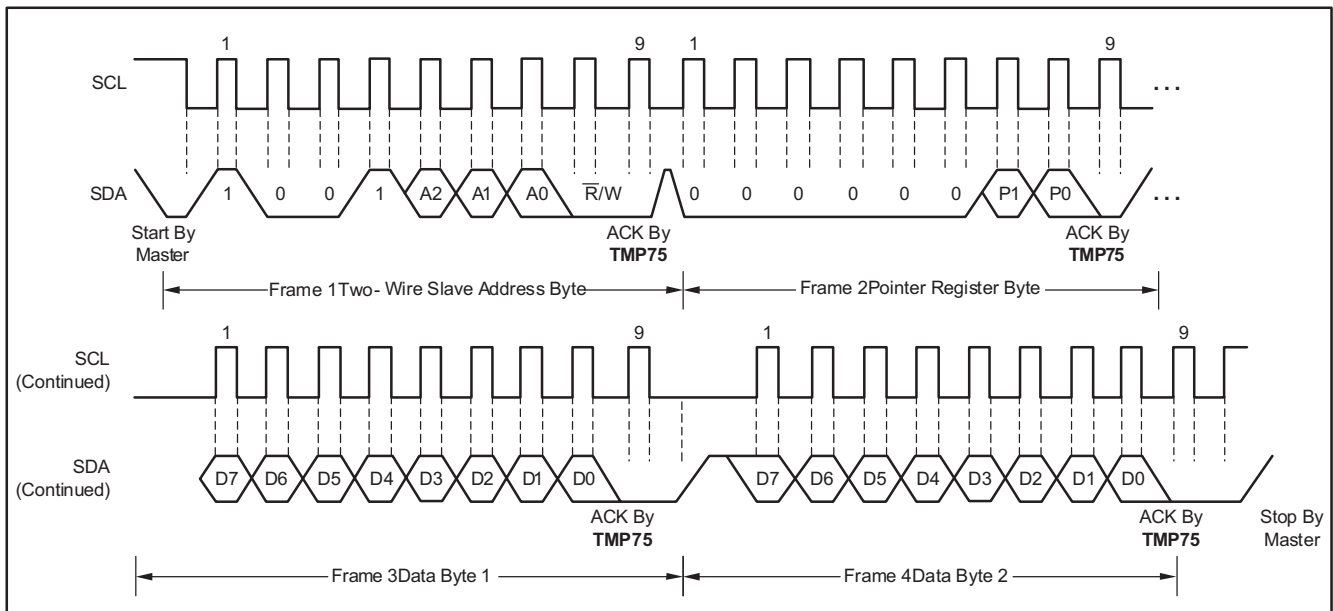 1 9 1 9
SCL
...
SDA 1 0 0 1 A2 A1 A0 R̅/W 0 0 0 0 0 0 P1 P0 ...
Start By
Master
ACK By
TMP75
ACK By
TMP75
Frame 1Two- Wire Slave Address Byte
Frame 2Pointer Register Byte
1 9 1 9
SCL
(Continued)
SDA
(Continued)
D7 D6 D5 D4 D3 D2 D1 D0 D7 D6 D5 D4 D3 D2 D1 D0
ACK By
TMP75
ACK By
TMP75
Stop By
Master
Frame 3Data Byte 1
Frame 4Data Byte 2